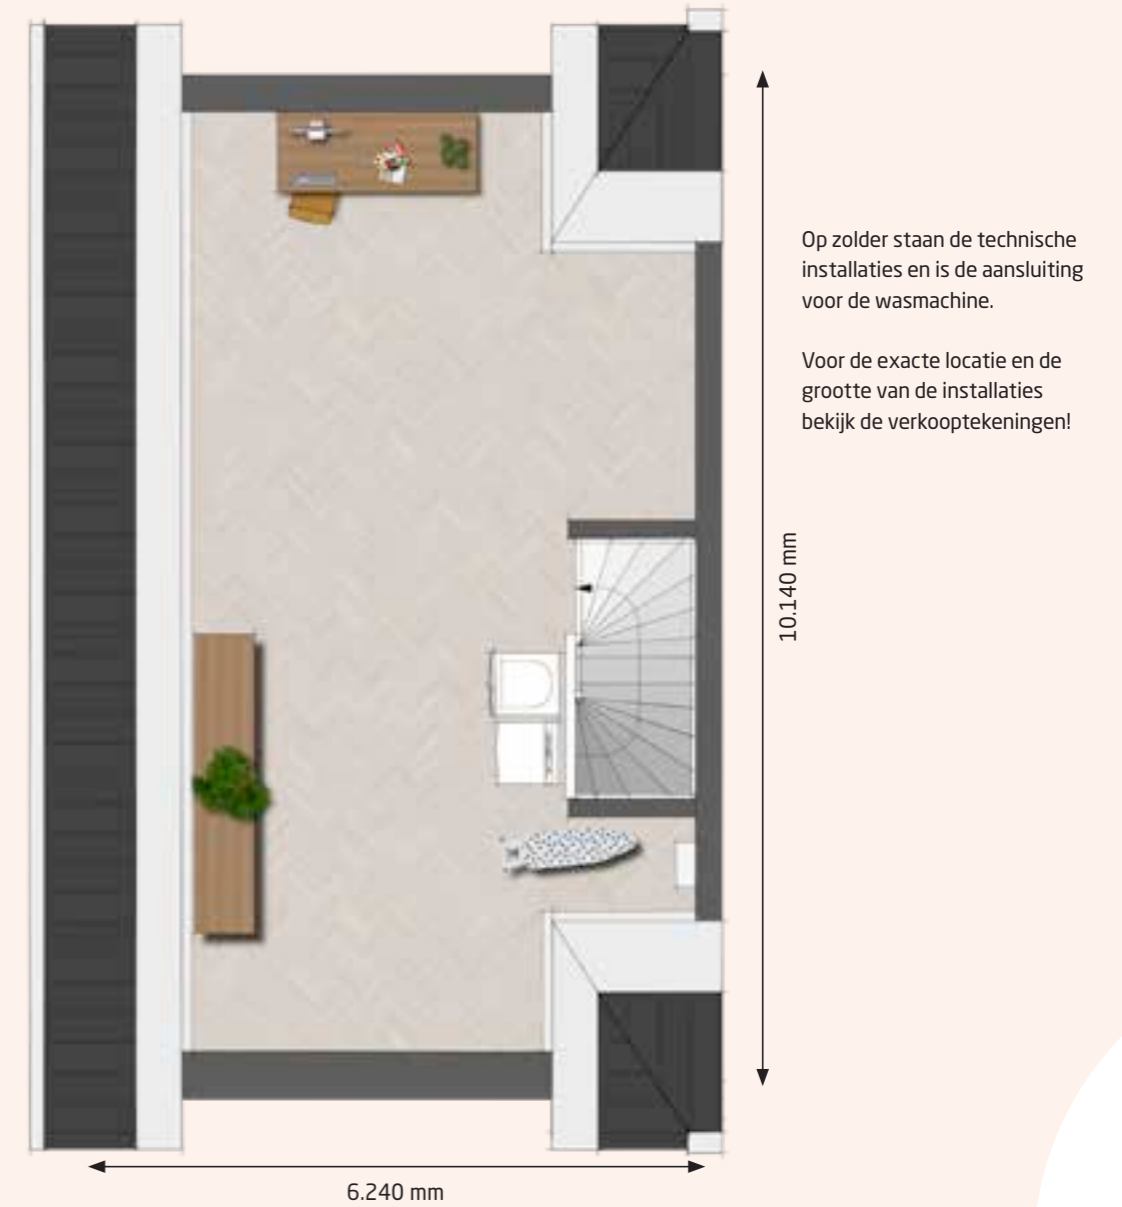 Op zolder staan de technische
installaties en is de aansluiting
voor de wasmachine.
Voor de exacte locatie en de
grootte van de installaties
bekijk de verkooptekeningen!
10.140 mm
6.240 mm